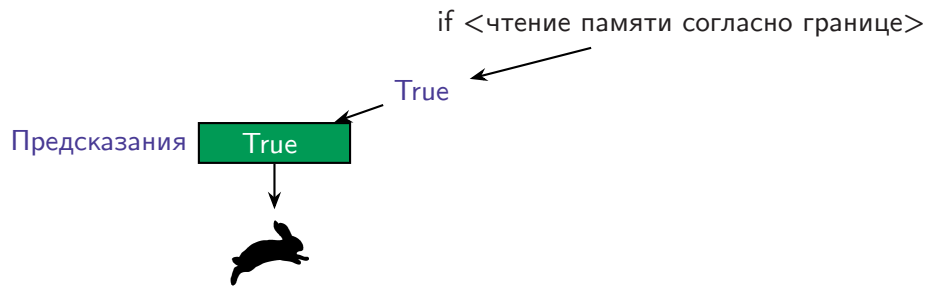 if <чтение памяти согласно границе>
True
Предсказания True